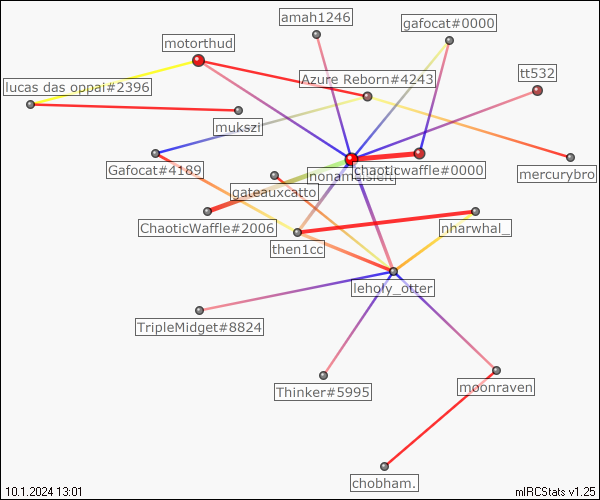 amah1246
gafocat#0000
motorthud
Azure Reborn#4243
tt532
lucas das oppai#2396
mukszi
Gafocat#4189
chaoticwaffle#0000
mercurybro
gateauxcatto
ChaoticWaffle#2006
nharwhal_
then1cc
leholy_otter
TripleMidget#8824
Thinker#5995
moonraven
chobham.
10.1.2024 13:01
mIRCStats v1.25